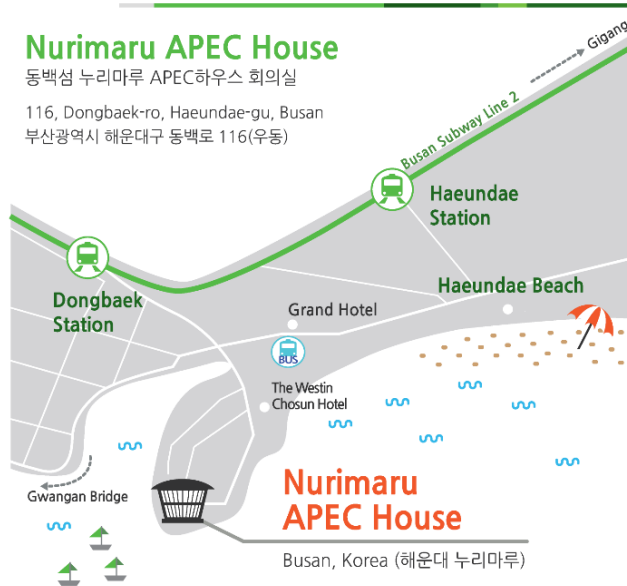 Nurimaru APEC House
동백섬 누리마루 APEC하우스 회의실
116, Dongbaek-ro, Haeundae-gu, Busan
부산광역시 해운대구 동백로 116(우동)
Gigang
Busan Subway Line 2
Haeundae
Station
Dongbaek
Station
Haeundae Beach
Grand Hotel
BUS
The Westin
Chosun Hotel
Gwangan Bridge
Nurimaru
APEC House
Busan, Korea (해운대 누리마루)